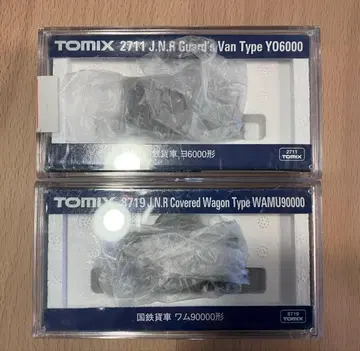 TOMIX 2711 J.N.R Guard's Van Type YO6000
国鉄貨車 ヨ6000形
2711
TOMIX
TOMIX 8719 J.N.R Covered Wagon Type WAMU90000
国鉄貨車 ワム90000形
8719
TOMIX